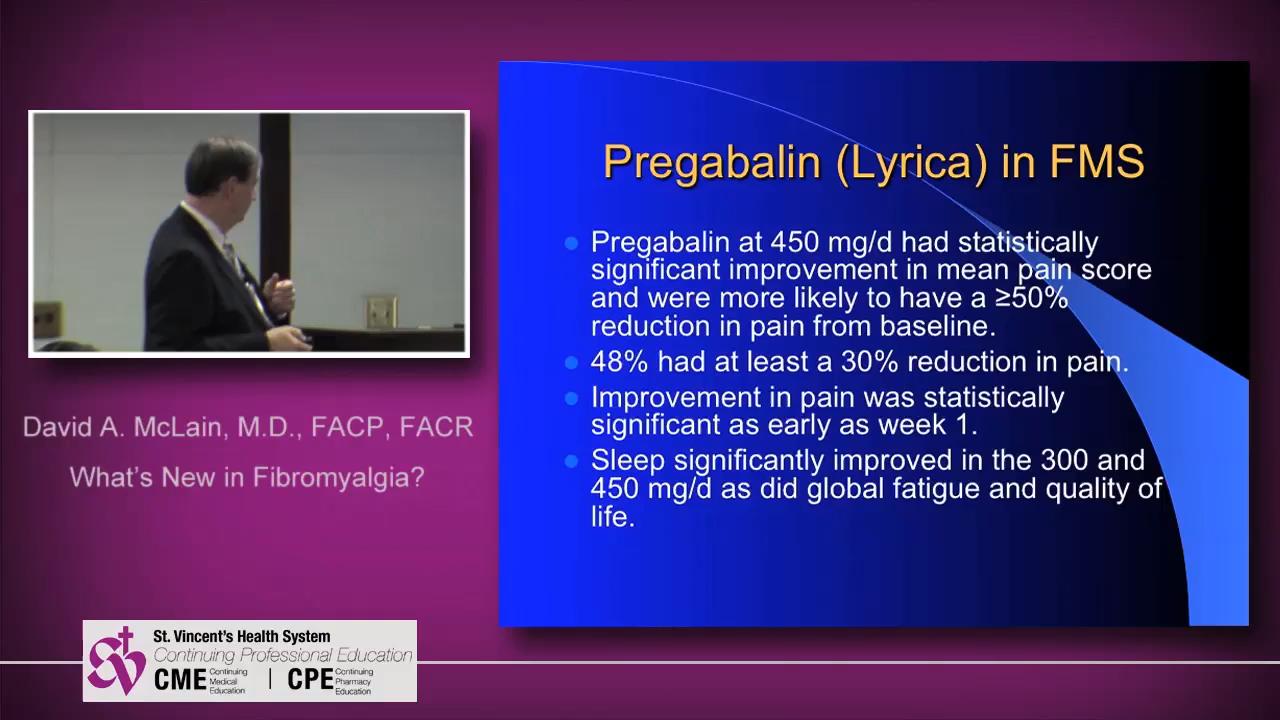 Pregabalin (Lyrica) in FMS
Pregabalin at 450 mg/d had statistically
significant improvement in mean pain score
and were more likely to have a ≥50%
reduction in pain from baseline.
48% had at least a 30% reduction in pain.
Improvement in pain was statistically
significant as early as week 1.
Sleep significantly improved in the 300 and
450 mg/d as did global fatigue and quality of
life.
David A. McLain, M.D., FACP, FACR
What's New in Fibromyalgia?
St. Vincent's Health System
Continuing Professional Education
CME Continuing Medical Education | CPE Continuing Pharmacy Education